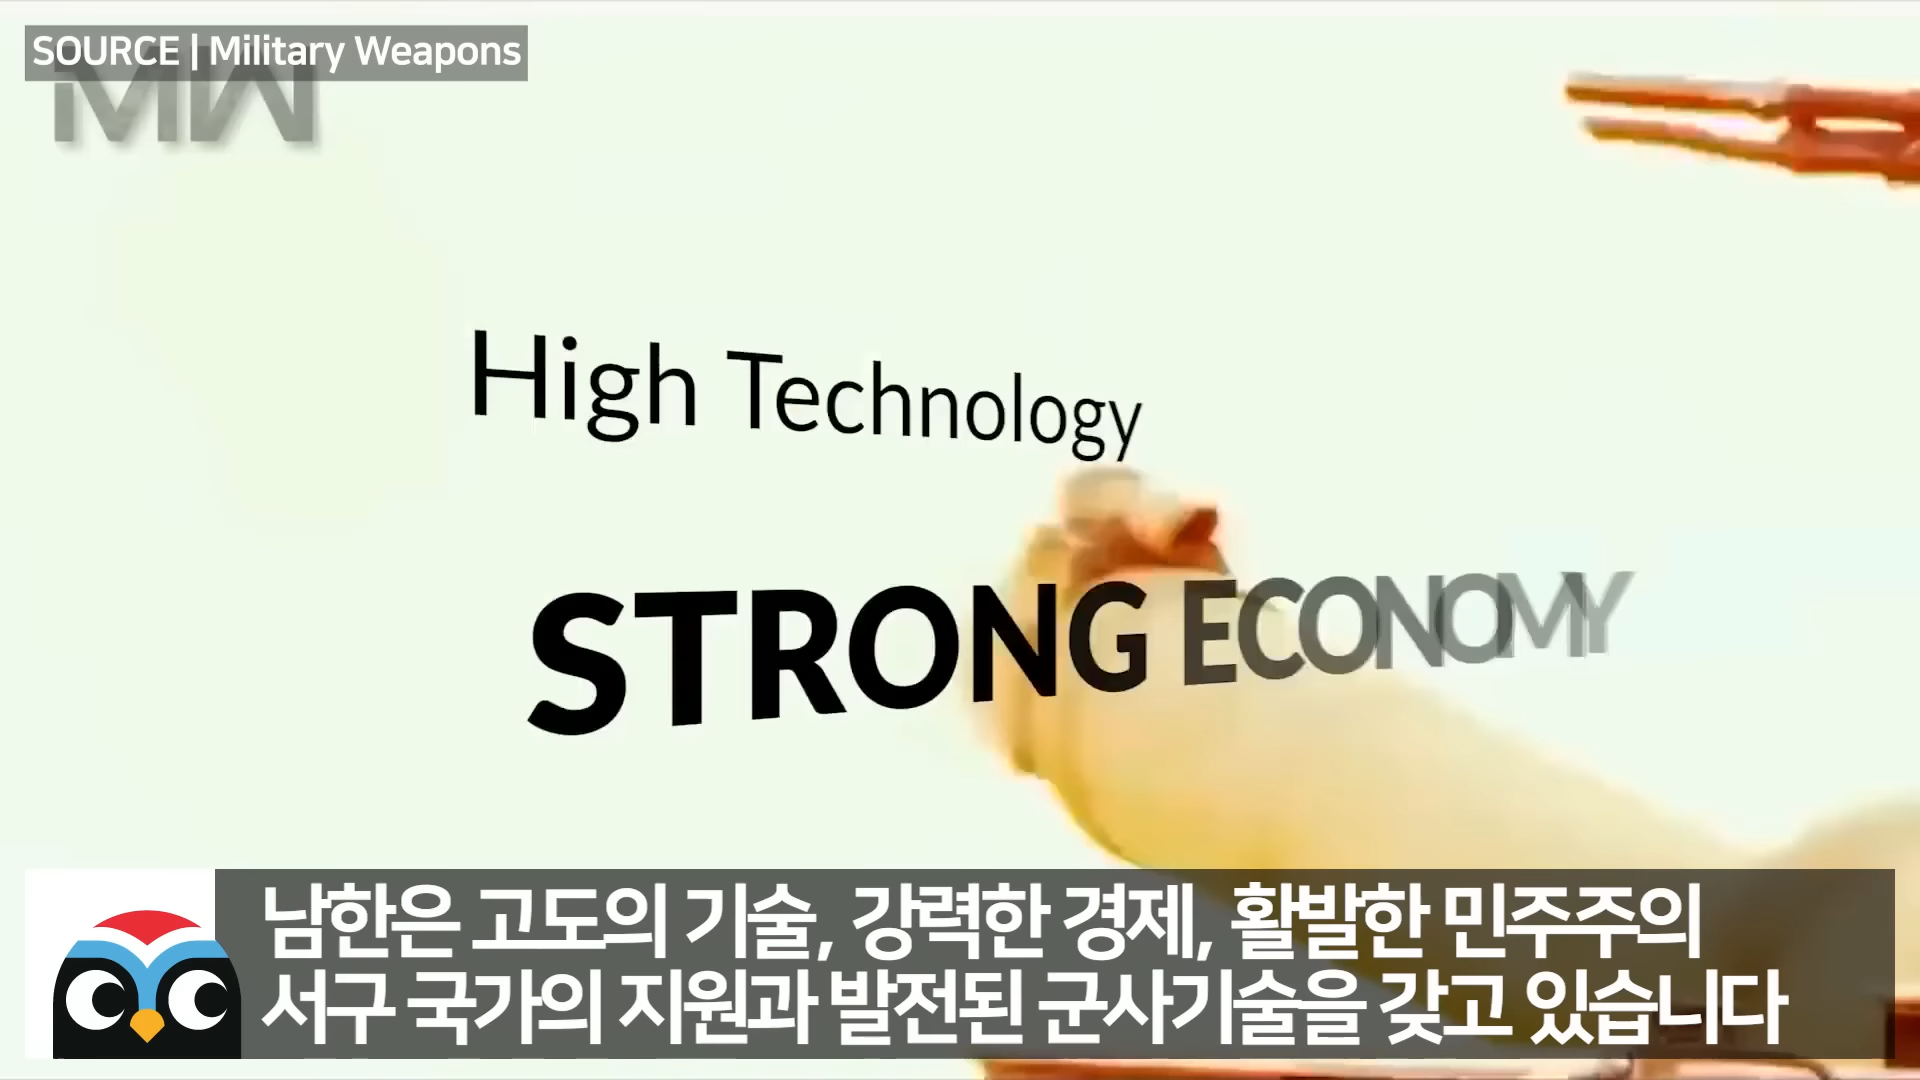 SOURCE | Military Weapons
MW
High Technology
STRONG ECONOMY
남한은 고도의 기술, 강력한 경제, 활발한 민주주의
서구 국가의 지원과 발전된 군사기술을 갖고 있습니다